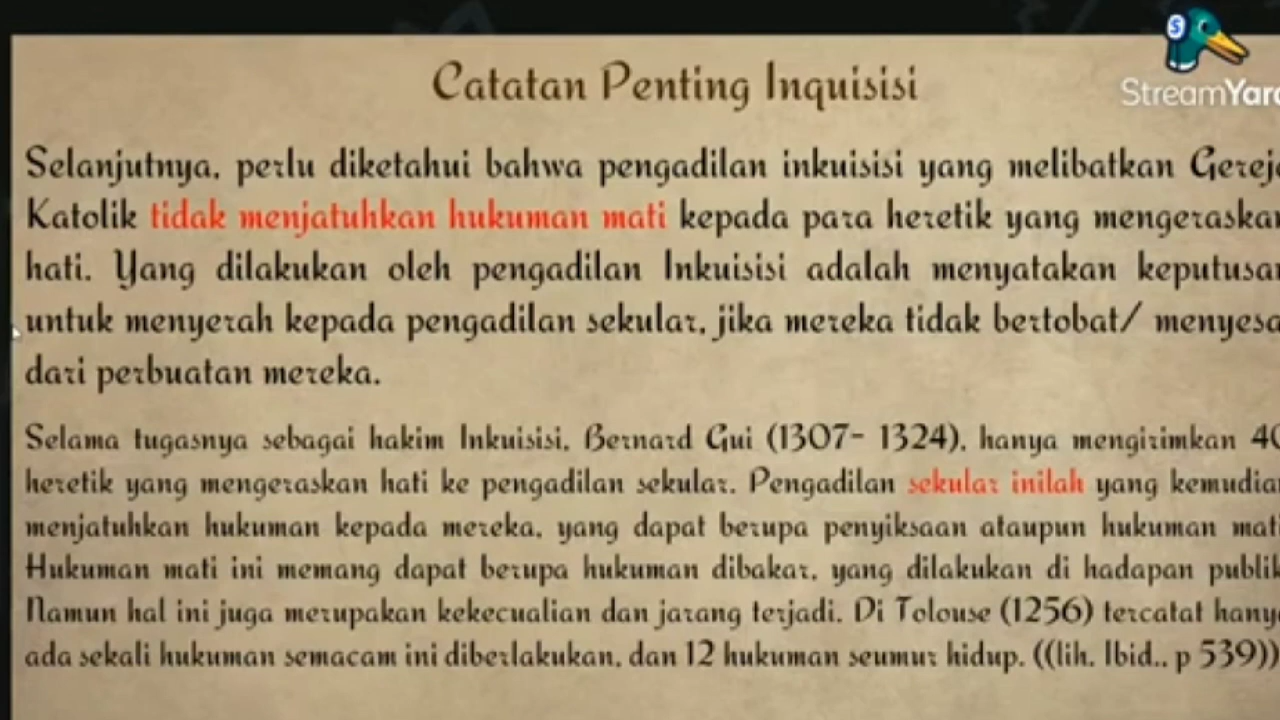 StreamYard
Catatan Penting Inquisisi
Selanjutnya, perlu diketahui bahwa pengadilan inkuisisi yang melibatkan Gereja
Katolik tidak menjatuhkan hukuman mati kepada para heretik yang mengeraskan
hati. Yang dilakukan oleh pengadilan Inkuisisi adalah menyatakan keputusan
untuk menyerah kepada pengadilan sekular, jika mereka tidak bertobat/ menyesa
dari perbuatan mereka.
Selama tugasnya sebagai hakim Inkuisisi, Bernard Gui (1307- 1324), hanya mengirimkan 40
heretik yang mengeraskan hati ke pengadilan sekular. Pengadilan sekular inilah yang kemudian
menjatuhkan hukuman kepada mereka, yang dapat berupa penyiksaan ataupun hukuman mati
Hukuman mati ini memang dapat berupa hukuman dibakar, yang dilakukan di hadapan publik
Namun hal ini juga merupakan kekecualian dan jarang terjadi. Di Tolouse (1256) tercatat hanya
ada sekali hukuman semacam ini diberlakukan, dan 12 hukuman seumur hidup. ((lih. Ibid., p 539))